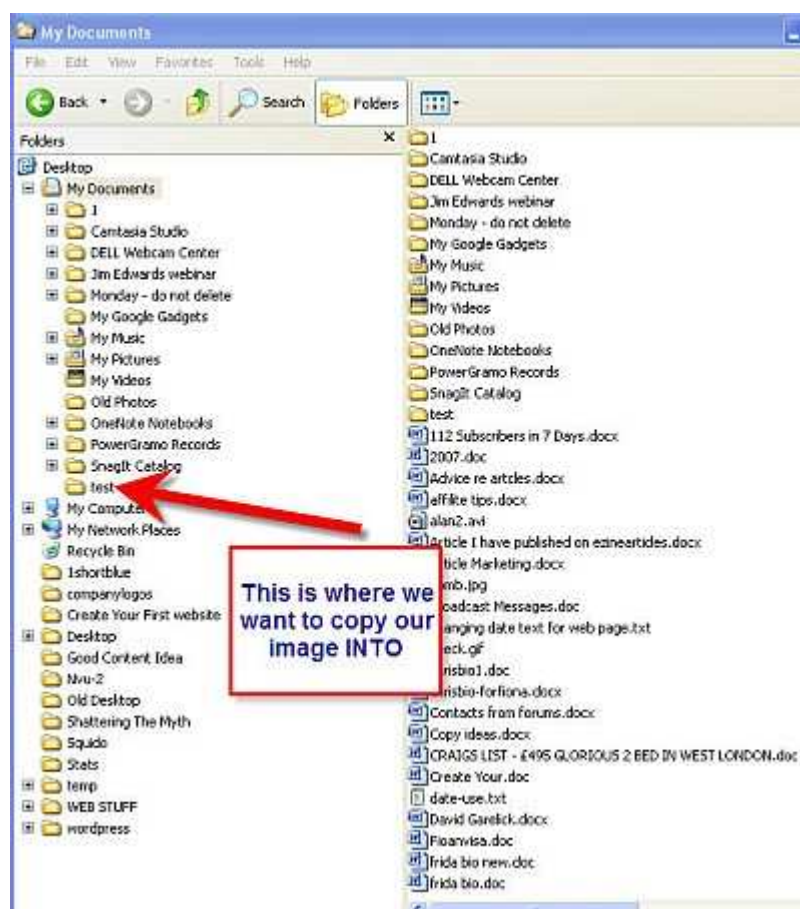 My Documents
File Edit View Favorites Tools Help
Back Search Folders
Folders
Desktop
My Documents
1
Camtasia Studio
DELL Webcam Center
Jim Edwards webinar
Monday - do not delete
My Google Gadgets
My Music
My Pictures
My Videos
Old Photos
OneNote Notebooks
PowerGramo Records
SnagIt Catalog
test
My Computer
My Network Places
Recycle Bin
1shortblue
companylogos
Create Your First website
Desktop
Good Content Idea
Nvu-2
Old Desktop
Shattering The Myth
Squido
Stats
temp
WEB STUFF
wordpress
This is where we
want to copy our
image INTO
1
Camtasia Studio
DELL Webcam Center
Jim Edwards webinar
Monday - do not delete
My Google Gadgets
My Music
My Pictures
My Videos
Old Photos
OneNote Notebooks
PowerGramo Records
SnagIt Catalog
test
112 Subscribers in 7 Days.docx
2007.doc
Advice re artcles.docx
affilite tips.docx
alan2.avi
Article I have published on ezinearticles.docx
ticle Marketing.docx
mb.jpg
oadcast Messages.doc
anging date text for web page.txt
eck.gif
risbio1.doc
risbio-forfiona.docx
Contacts from forums.docx
Copy ideas.docx
CRAIGS LIST - £495 GLORIOUS 2 BED IN WEST LONDON.doc
Create Your.doc
date-use.txt
David Garelick.docx
Floanvisa.doc
frida bio new.doc
frida bio.doc